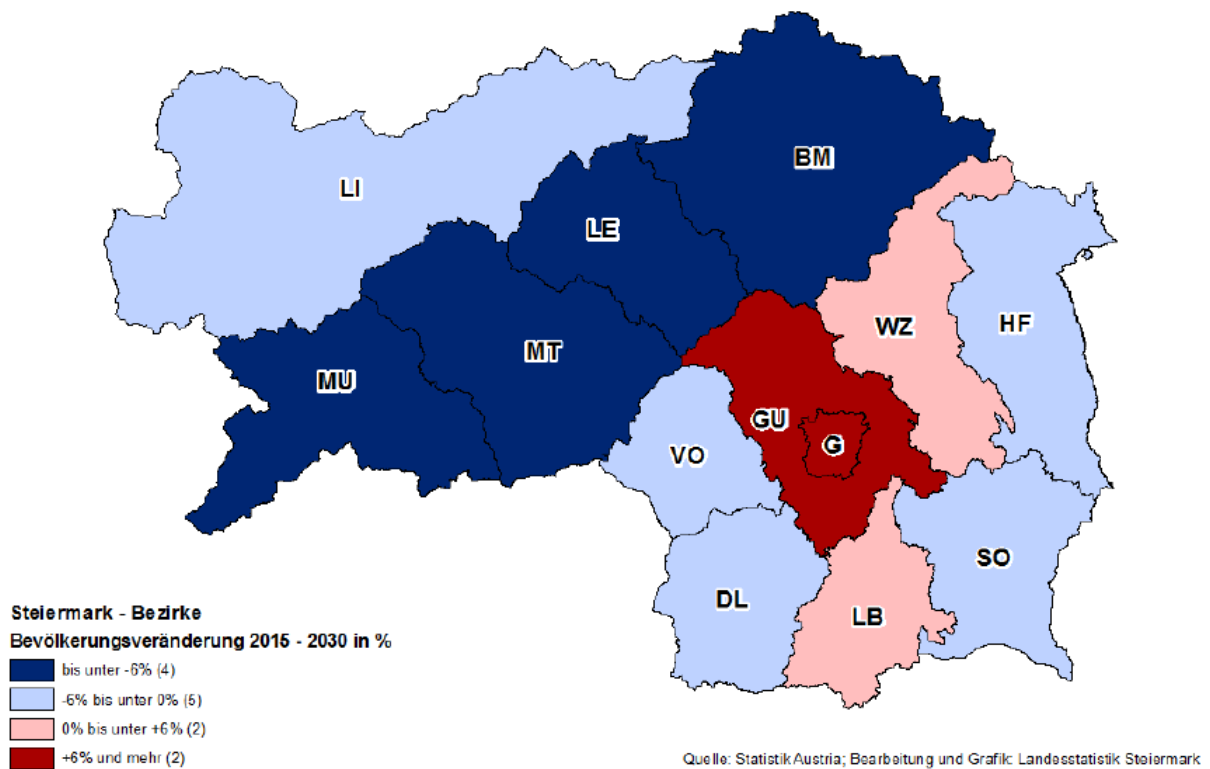 BM
LI
LE
WZ
HF
MT
MU
GU
G
VO
SO
DL
LB
Steiermark - Bezirke
Bevölkerungsveränderung 2015 - 2030 in %
bis unter -6% (4)
-6% bis unter 0% (5)
0% bis unter +6% (2)
+6% und mehr (2)
Quelle: Statistik Austria; Bearbeitung und Grafik: Landesstatistik Steiermark